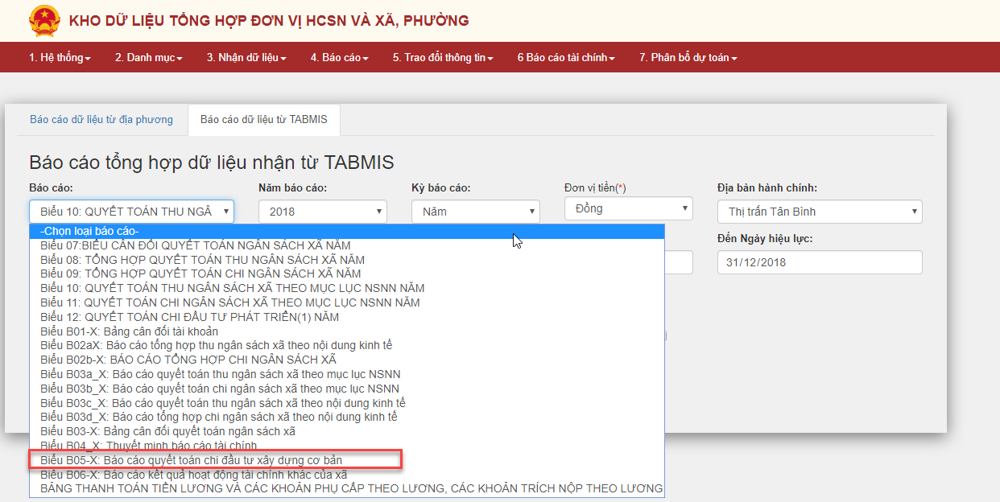 KHO DỮ LIỆU TỔNG HỢP ĐƠN VỊ HCSN VÀ XÃ, PHƯỜNG
1. Hệ thống 2. Danh mục 3. Nhận dữ liệu 4. Báo cáo 5. Trao đổi thông tin 6 Báo cáo tài chính 7. Phân bổ dự toán
Báo cáo dữ liệu từ địa phương Báo cáo dữ liệu từ TABMIS
Báo cáo tổng hợp dữ liệu nhận từ TABMIS
Báo cáo: Năm báo cáo: Kỳ báo cáo: Đơn vị tiền(*) Địa bàn hành chính:
Biểu 10: QUYẾT TOÁN THU NGÂ 2018 Năm Đồng Thị trấn Tân Bình
-Chọn loại báo cáo-
Đến Ngày hiệu lực:
Biểu 07:BIỂU CÂN ĐỐI QUYẾT TOÁN NGÂN SÁCH XÃ NĂM
Biểu 08: TỔNG HỢP QUYẾT TOÁN THU NGÂN SÁCH XÃ NĂM
31/12/2018
Biểu 09: TỔNG HỢP QUYẾT TOÁN CHI NGÂN SÁCH XÃ NĂM
Biểu 10: QUYẾT TOÁN THU NGÂN SÁCH XÃ THEO MỤC LỤC NSNN NĂM
Biểu 11: QUYẾT TOÁN CHI NGÂN SÁCH XÃ THEO MỤC LỤC NSNN NĂM
Biểu 12: QUYẾT TOÁN CHI ĐẦU TƯ PHÁT TRIỂN(1) NĂM
Biểu B01-X: Bảng cân đối tài khoản
Biểu B02aX: Báo cáo tổng hợp thu ngân sách xã theo nội dung kinh tế
Biểu B02b-X: BÁO CÁO TỔNG HỢP CHI NGÂN SÁCH XÃ
Biểu B03a_X: Báo cáo quyết toán thu ngân sách xã theo mục lục NSNN
Biểu B03b_X: Báo cáo quyết toán chi ngân sách xã theo mục lục NSNN
Biểu B03c_X: Báo cáo quyết toán thu ngân sách xã theo nội dung kinh tế
Biểu B03d_X: Báo cáo tổng hợp chi ngân sách xã theo nội dung kinh tế
Biểu B03-X: Bảng cân đối quyết toán ngân sách xã
Biểu B04_X: Thuyết minh báo cáo tài chính
Biểu B05-X: Báo cáo quyết toán chi đầu tư xây dựng cơ bản
Biểu B06-X: Báo cáo kết quả hoạt động tài chính khác của xã
BẢNG THANH TOÁN TIỀN LƯƠNG VÀ CÁC KHOẢN PHỤ CẤP THEO LƯƠNG, CÁC KHOẢN TRÍCH NỘP THEO LƯƠNG